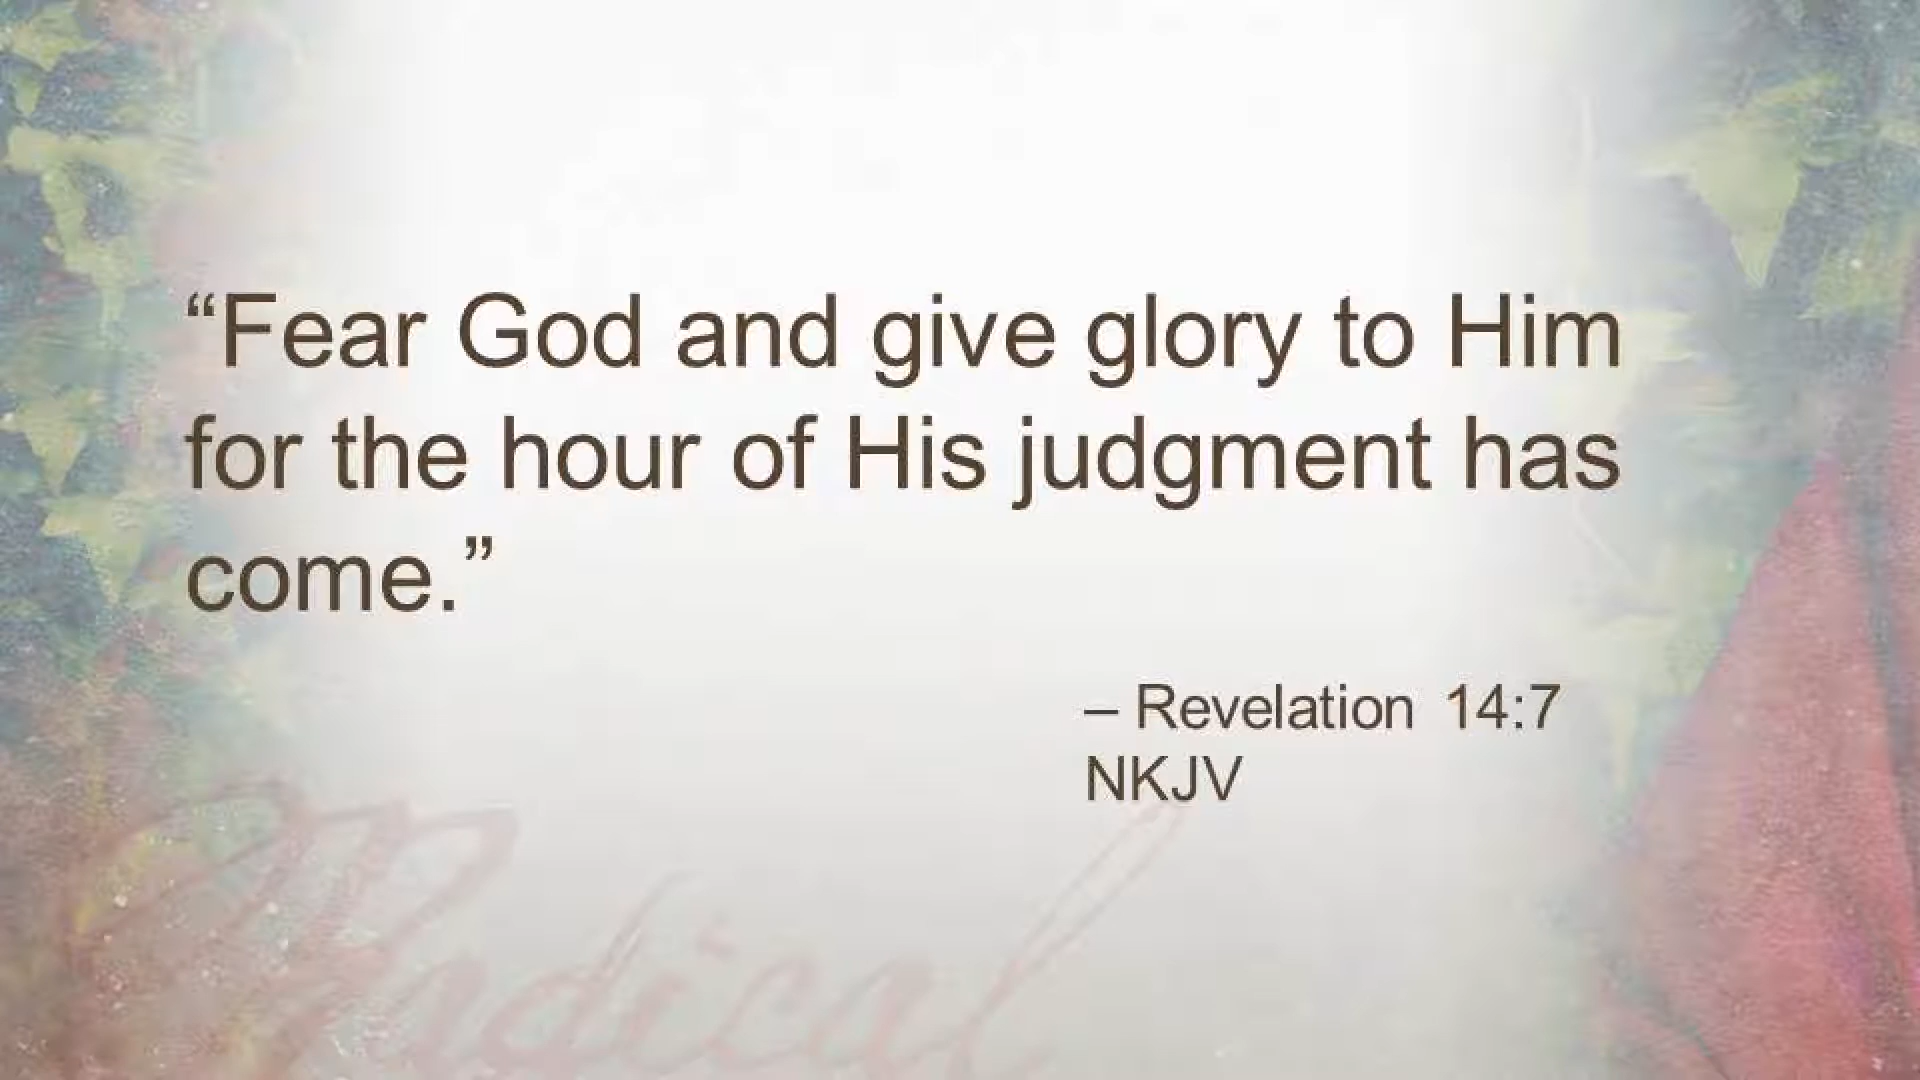 “Fear God and give glory to Him
for the hour of His judgment has
come.”
– Revelation 14:7
NKJV
Radical